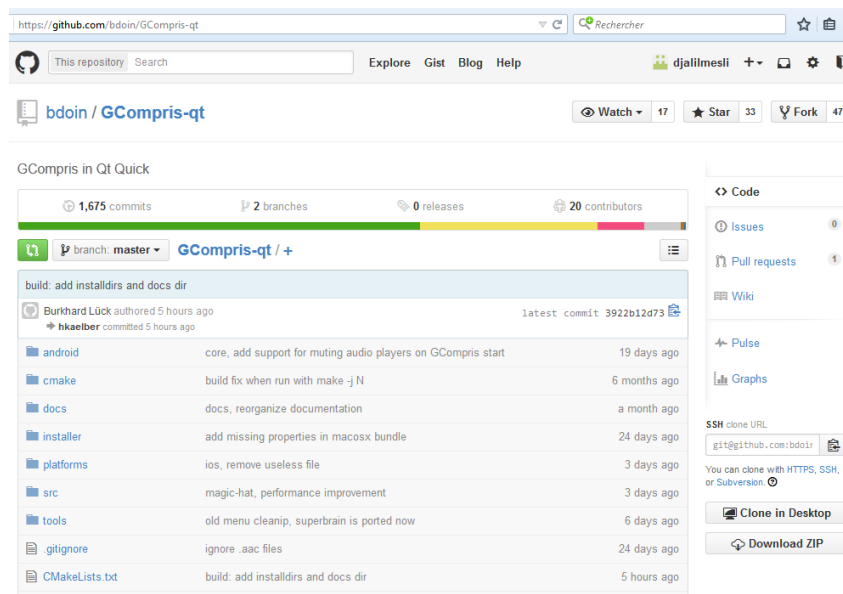 https://github.com/bdoin/GCompris-qt
Rechercher
This repository Search
Explore Gist Blog Help
djalilmesli
bdoin / GCompris-qt
Watch 17
Star 33
Fork 47
GCompris in Qt Quick
1,675 commits
2 branches
0 releases
20 contributors
branch: master
GCompris-qt / +
build: add installdirs and docs dir
Burkhard Lück authored 5 hours ago
hkaelber committed 5 hours ago
latest commit 3922b12d73
android core, add support for muting audio players on GCompris start 19 days ago
cmake build fix when run with make -j N 6 months ago
docs docs, reorganize documentation a month ago
installer add missing properties in macosx bundle 24 days ago
platforms ios, remove useless file 3 days ago
src magic-hat, performance improvement 3 days ago
tools old menu cleanip, superbrain is ported now 6 days ago
.gitignore ignore .aac files 24 days ago
CMakeLists.txt build: add installdirs and docs dir 5 hours ago
Code
Issues 0
Pull requests 1
Wiki
Pulse
Graphs
SSH clone URL
git@github.com:bdoir
You can clone with HTTPS, SSH,
or Subversion.
Clone in Desktop
Download ZIP